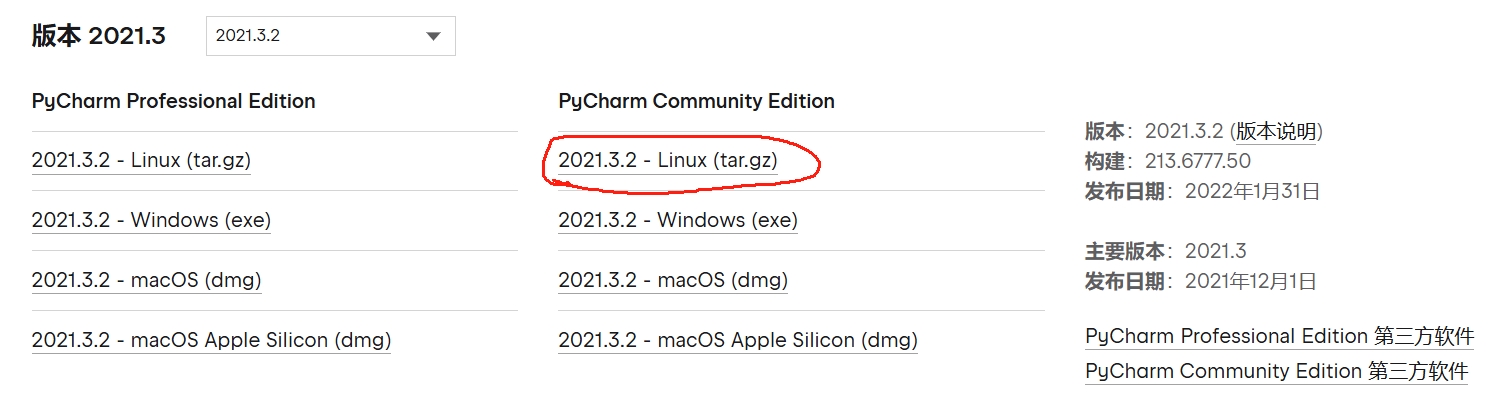 版本 2021.3
2021.3.2
PyCharm Professional Edition
2021.3.2 - Linux (tar.gz)
2021.3.2 - Windows (exe)
2021.3.2 - macOS (dmg)
2021.3.2 - macOS Apple Silicon (dmg)
PyCharm Community Edition
2021.3.2 - Linux (tar.gz)
2021.3.2 - Windows (exe)
2021.3.2 - macOS (dmg)
2021.3.2 - macOS Apple Silicon (dmg)
版本：2021.3.2 (版本说明)
构建：213.6777.50
发布日期：2022年1月31日
主要版本：2021.3
发布日期：2021年12月1日
PyCharm Professional Edition 第三方软件
PyCharm Community Edition 第三方软件